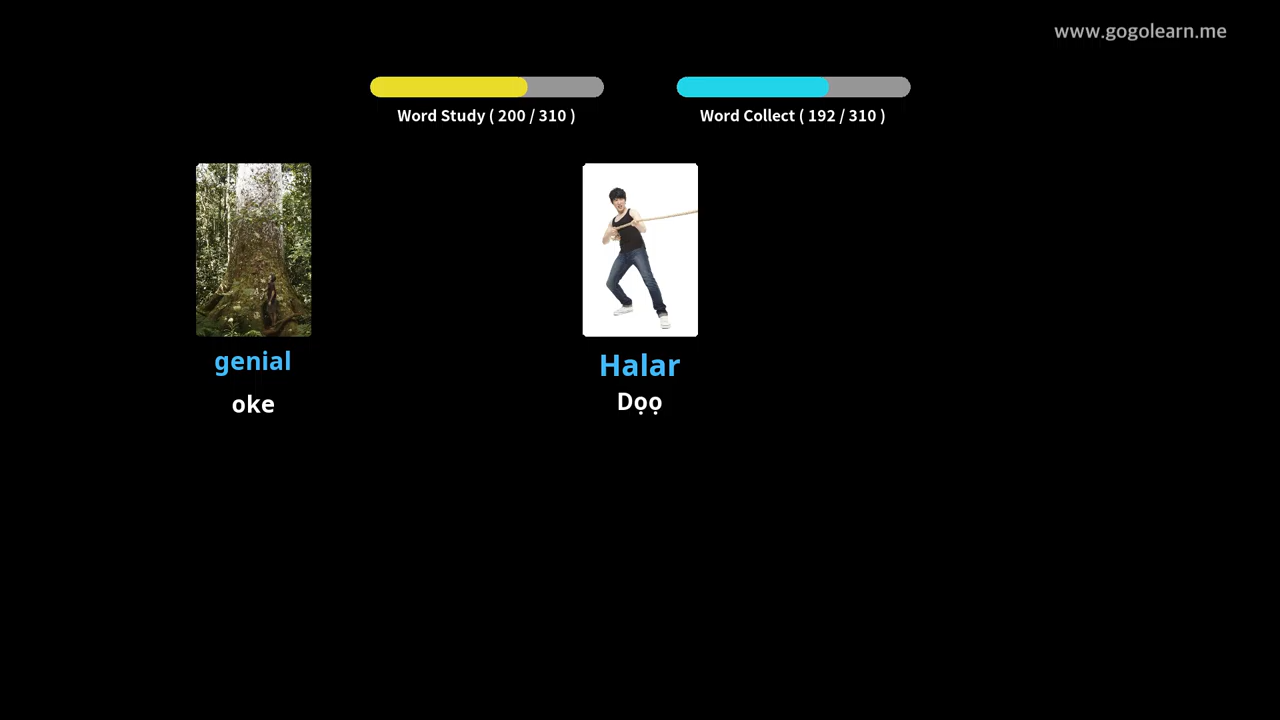 www.gogolearn.me
Word Study ( 200 / 310 )
Word Collect ( 192 / 310 )
genial
oke
Halar
Dọọ